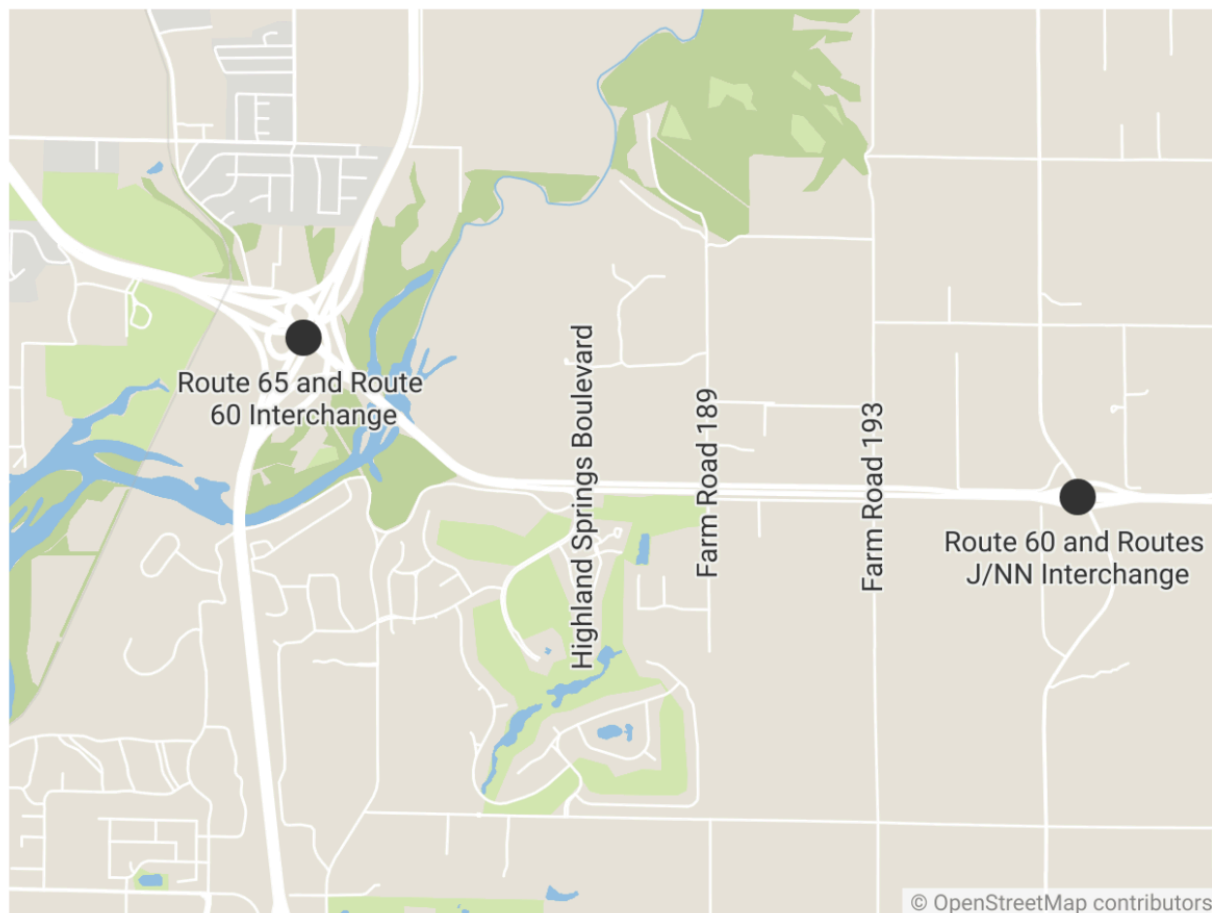 Route 65 and Route
60 Interchange
Highland Springs Boulevard
Farm Road 189
Farm Road 193
Route 60 and Routes
J/NN Interchange
© OpenStreetMap contributors